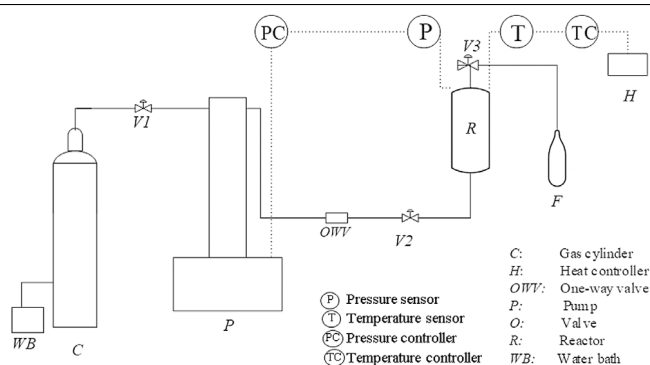 PC
P
T
TC
V3
H
V1
R
F
OWV
V2
WB
C
P
P Pressure sensor
T Temperature sensor
PC Pressure controller
TC Temperature controller
C: Gas cylinder
H: Heat controller
OWV: One-way valve
P: Pump
O: Valve
R: Reactor
WB: Water bath